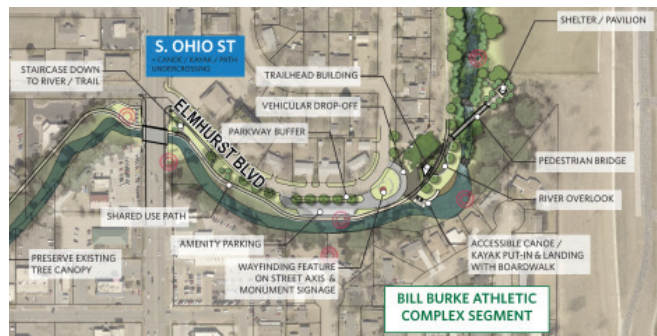 SHELTER / PAVILION
S. OHIO ST
+ CANOE / KAYAK / PATH
UNDERCROSSING
STAIRCASE DOWN
TO RIVER / TRAIL
TRAILHEAD BUILDING
VEHICULAR DROP-OFF
ELMHURST BLVD
PARKWAY BUFFER
PEDESTRIAN BRIDGE
RIVER OVERLOOK
SHARED USE PATH
AMENITY PARKING
PRESERVE EXISTING
TREE CANOPY
WAYFINDING FEATURE
ON STREET AXIS &
MONUMENT SIGNAGE
ACCESSIBLE CANOE /
KAYAK PUT-IN & LANDING
WITH BOARDWALK
BILL BURKE ATHLETIC
COMPLEX SEGMENT